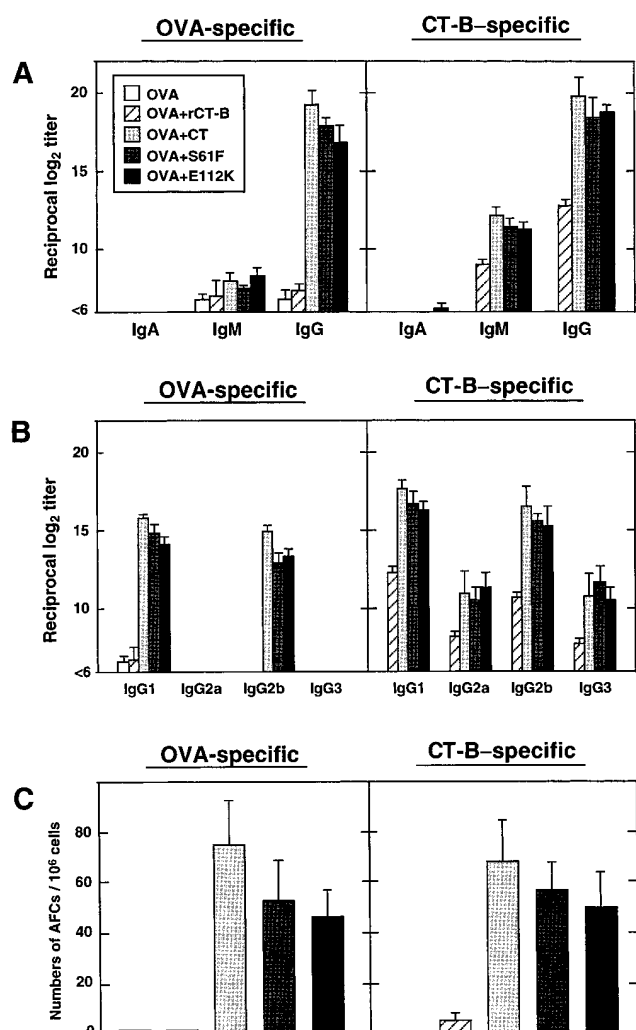 OVA-specific
CT-B–specific
A
Reciprocal log2 titer
20
15
10
<6
OVA
OVA+rCT-B
OVA+CT
OVA+S61F
OVA+E112K
IgA
IgM
IgG
IgA
IgM
IgG
OVA-specific
CT-B–specific
B
Reciprocal log2 titer
20
15
10
<6
IgG1
IgG2a
IgG2b
IgG3
IgG1
IgG2a
IgG2b
IgG3
OVA-specific
CT-B–specific
C
Numbers of AFCs / 10⁶ cells
80
60
40
20
0